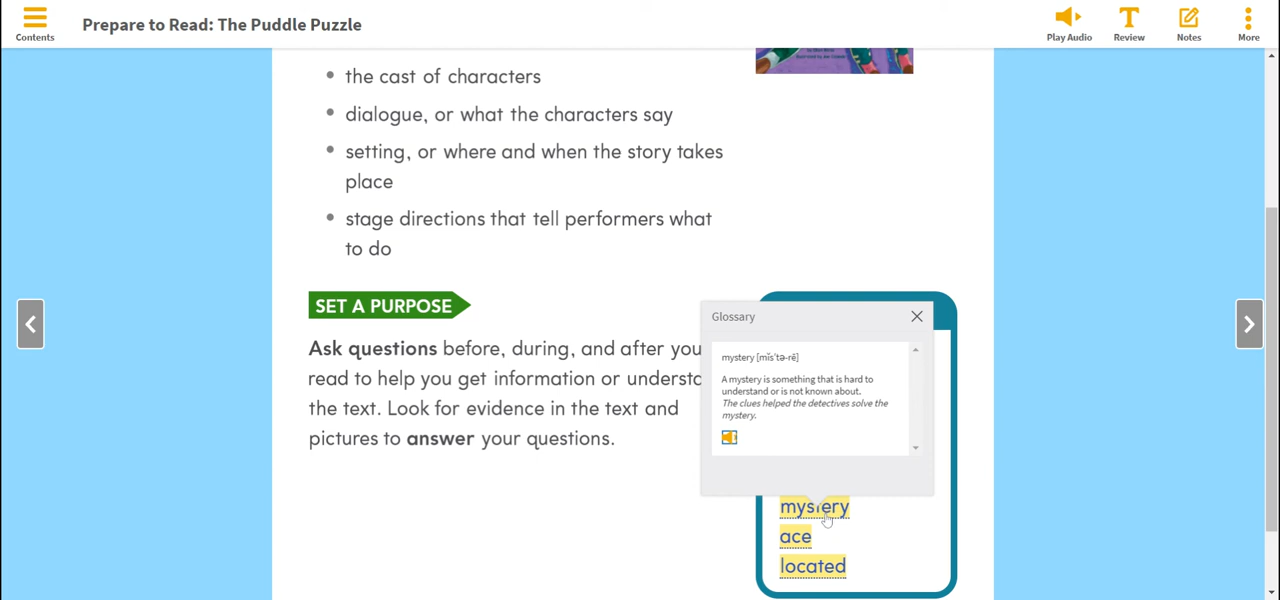 Contents
Prepare to Read: The Puddle Puzzle
Play Audio
Review
Notes
More
• the cast of characters
• dialogue, or what the characters say
• setting, or where and when the story takes
place
• stage directions that tell performers what
to do
SET A PURPOSE
Ask questions before, during, and after you
read to help you get information or
the text. Look for evidence in the text and
pictures to answer your questions.
Glossary
mystery [mĭs′tə-rē]
A mystery is something that is hard to
understand or is not known about.
The clues helped the detectives solve the
mystery.
mystery
ace
located